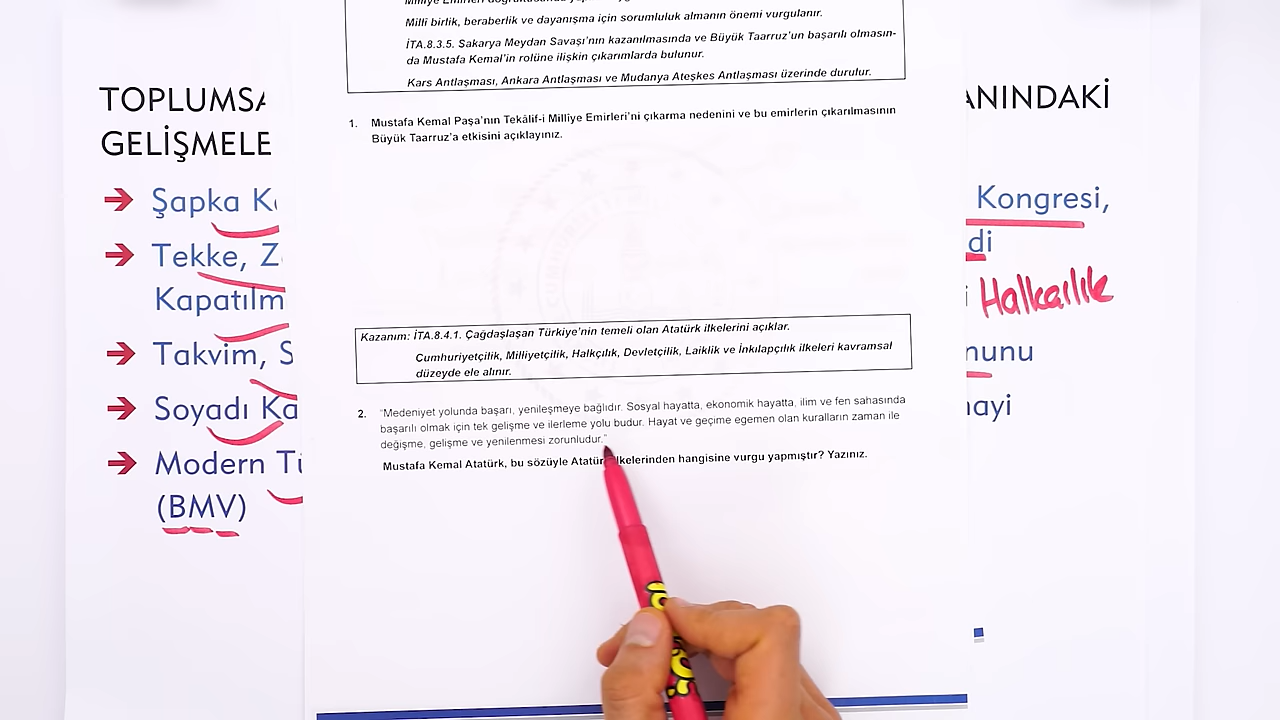 Millî birlik, beraberlik ve dayanışma için sorumluluk almanın önemi vurgulanır.
İTA.8.3.5. Sakarya Meydan Savaşı'nın kazanılmasında ve Büyük Taarruz'un başarılı olmasın-
da Mustafa Kemal'in rolüne ilişkin çıkarımlarda bulunur.
Kars Antlaşması, Ankara Antlaşması ve Mudanya Ateşkes Antlaşması üzerinde durulur.
1. Mustafa Kemal Paşa'nın Tekâlif-i Milliye Emirleri'ni çıkarma nedenini ve bu emirlerin çıkarılmasının
Büyük Taarruz'a etkisini açıklayınız.
Kazanım: İTA.8.4.1. Çağdaşlaşan Türkiye'nin temeli olan Atatürk ilkelerini açıklar.
Cumhuriyetçilik, Milliyetçilik, Halkçılık, Devletçilik, Laiklik ve İnkılapçılık ilkeleri kavramsal
düzeyde ele alınır.
2. "Medeniyet yolunda başarı, yenileşmeye bağlıdır. Sosyal hayatta, ekonomik hayatta, ilim ve fen sahasında
başarılı olmak için tek gelişme ve ilerleme yolu budur. Hayat ve geçime egemen olan kuralların zaman ile
değişme, gelişme ve yenilenmesi zorunludur."
Mustafa Kemal Atatürk, bu sözüyle Atatürk ilkelerinden hangisine vurgu yapmıştır? Yazınız.
TOPLUMSA
GELİŞMELE
Şapka K
Tekke, Z
Kapatılm
Takvim, S
Soyadı Ka
Modern Tü
(BMV)
ANINDAKİ
Kongresi,
di
Halkçılık
nunu
nayi